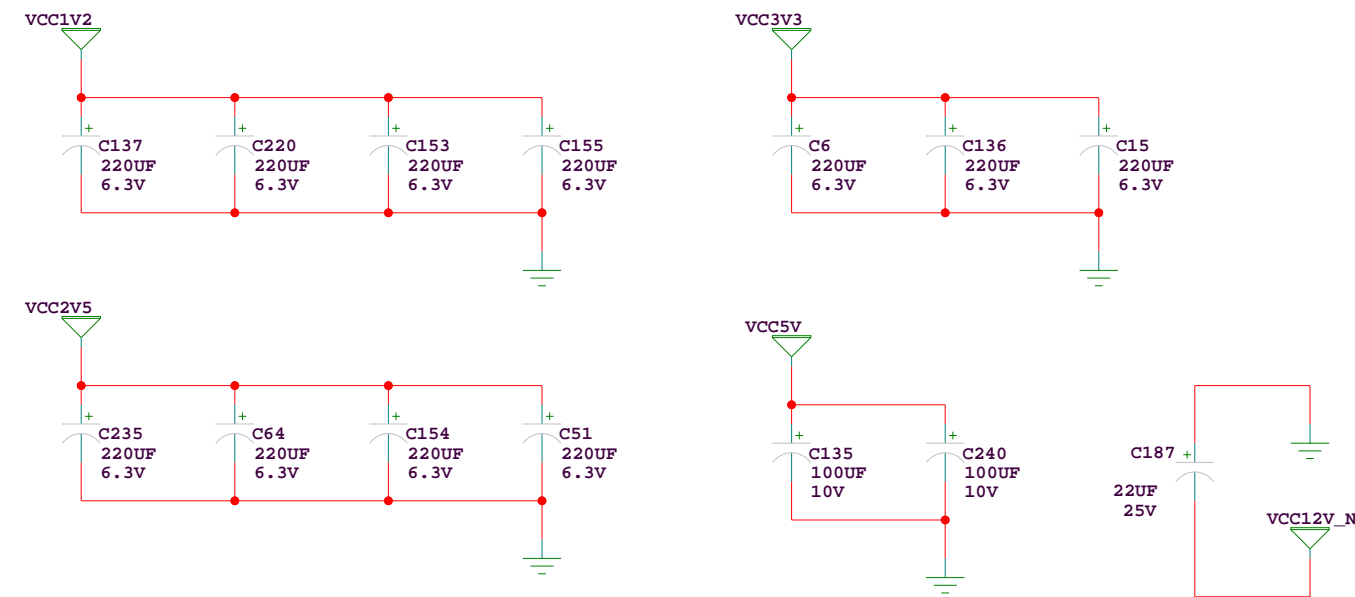 VCC1V2
+
C137
220UF
6.3V
+
C220
220UF
6.3V
+
C153
220UF
6.3V
+
C155
220UF
6.3V
VCC3V3
+
C6
220UF
6.3V
+
C136
220UF
6.3V
+
C15
220UF
6.3V
VCC2V5
+
C235
220UF
6.3V
+
C64
220UF
6.3V
+
C154
220UF
6.3V
+
C51
220UF
6.3V
VCC5V
+
C135
100UF
10V
+
C240
100UF
10V
C187 +
22UF
25V
VCC12V_N